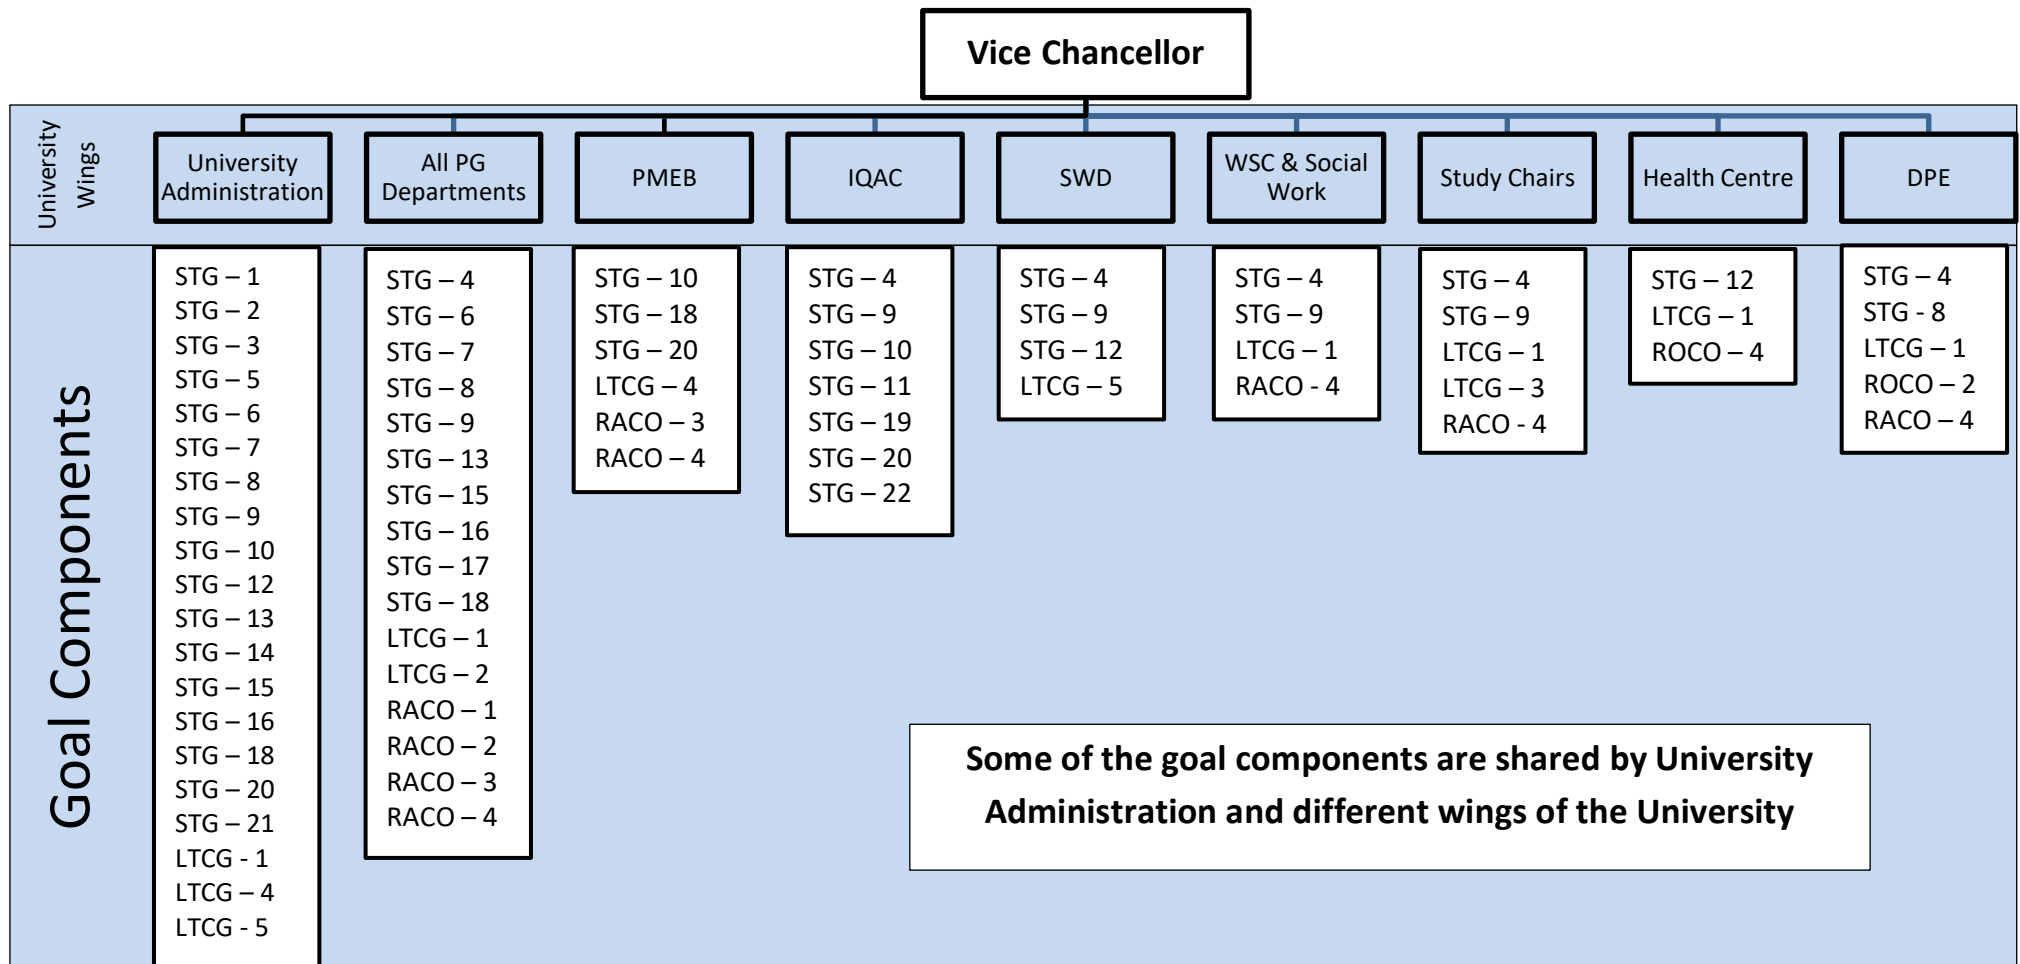 Vice Chancellor
University
Wings
University
Administration
All PG
Departments
PMEB
IQAC
SWD
WSC & Social
Work
Study Chairs
Health Centre
DPE
Goal Components
STG – 1
STG – 2
STG – 3
STG – 5
STG – 6
STG – 7
STG – 8
STG – 9
STG – 10
STG – 12
STG – 13
STG – 14
STG – 15
STG – 16
STG – 18
STG – 20
STG – 21
LTCG - 1
LTCG – 4
LTCG - 5
STG – 4
STG – 6
STG – 7
STG – 8
STG – 9
STG – 13
STG – 15
STG – 16
STG – 17
STG – 18
LTCG – 1
LTCG – 2
RACO – 1
RACO – 2
RACO – 3
RACO – 4
STG – 10
STG – 18
STG – 20
LTCG – 4
RACO – 3
RACO – 4
STG – 4
STG – 9
STG – 10
STG – 11
STG – 19
STG – 20
STG – 22
STG – 4
STG – 9
STG – 12
LTCG – 5
STG – 4
STG – 9
LTCG – 1
RACO - 4
STG – 4
STG – 9
LTCG – 1
LTCG – 3
RACO - 4
STG – 12
LTCG – 1
ROCO – 4
STG – 4
STG - 8
LTCG – 1
ROCO – 2
RACO – 4
Some of the goal components are shared by University
Administration and different wings of the University